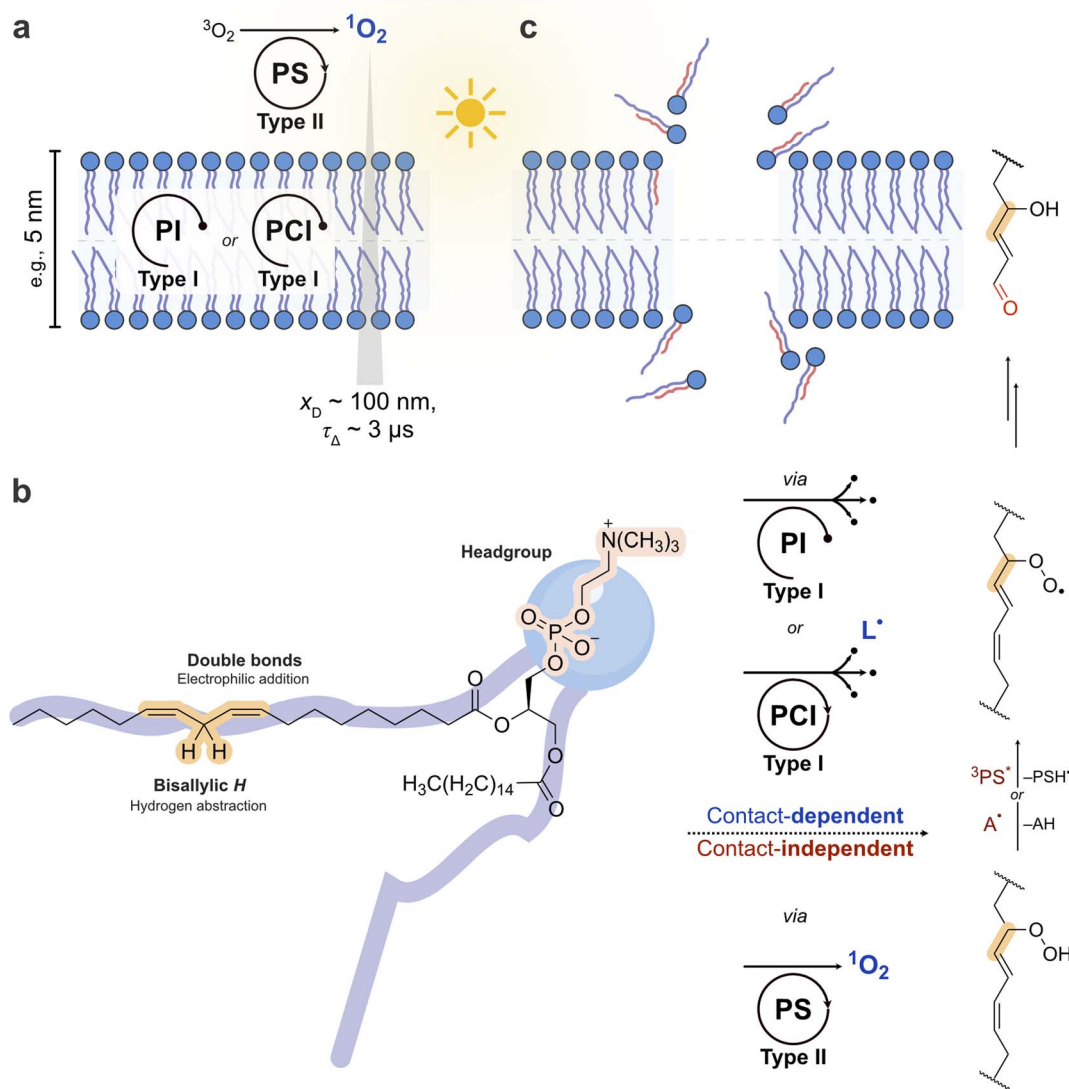 a
³O₂
¹O₂
PS
Type II
e.g., 5 nm
PI
Type I
or
PCI
Type I
x_D ~ 100 nm,
τ_Δ ~ 3 µs
c
OH
O
b
Headgroup
N(CH₃)₃
+
O
P
O
O⁻
O
Double bonds
Electrophilic addition
O
O
H
H
Bisallylic H
Hydrogen abstraction
O
H₃C(H₂C)₁₄
O
via
PI
Type I
or
L•
PCI
Type I
Contact-dependent
Contact-independent
via
¹O₂
PS
Type II
O
O•
³PS* –PSH•
or
A• –AH
O
OH